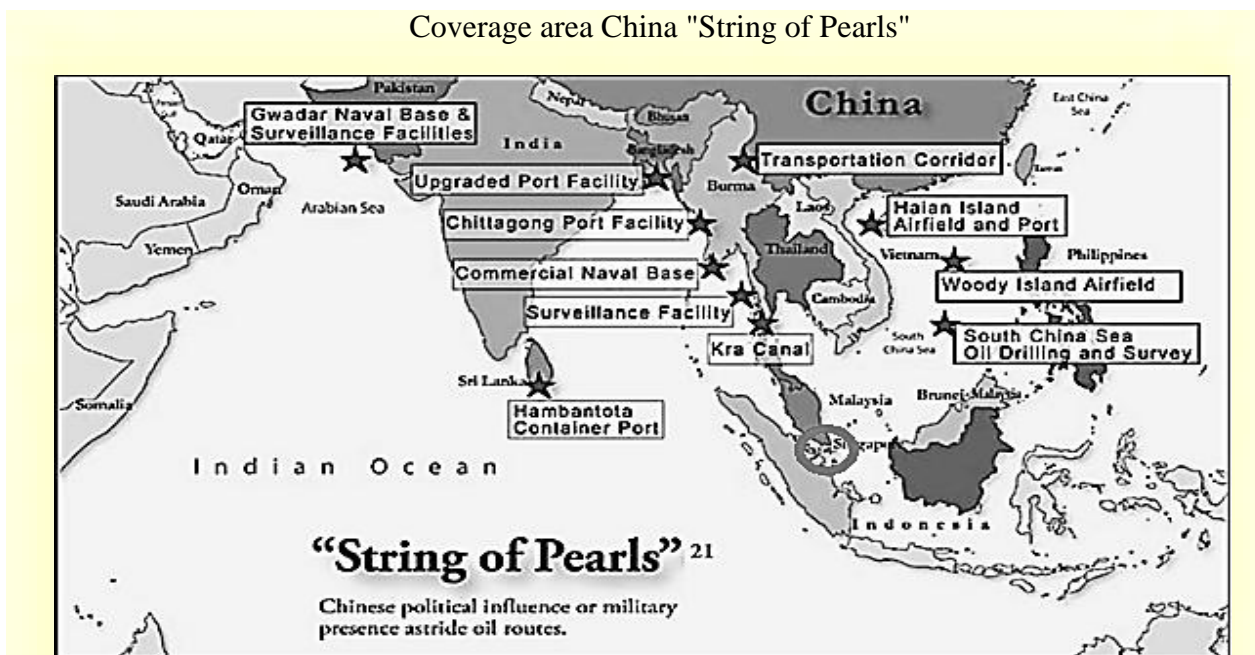 Coverage area China "String of Pearls"
Pakistan
Nepal
China
East China
Sea
Gwadar Naval Base &
Surveillance Facilities
Qatar
India
Bhutan
Bangladesh
Transportation Corridor
Upgraded Port Facility
Burma
Oman
Saudi Arabia
Arabian Sea
Laos
Haian Island
Airfield and Port
Chittagong Port Facility
Yemen
Thailand
Vietnam
Philippines
Commercial Naval Base
Woody Island Airfield
Cambodia
Surveillance Facility
South
China Sea
South China Sea
Oil Drilling and Survey
Kra Canal
Sri Lanka
Malaysia
Brunei
Malaysia
Somalia
Hambantota
Container Port
Singapore
Indian Ocean
Indonesia
“String of Pearls” 21
Chinese political influence or military
presence astride oil routes.